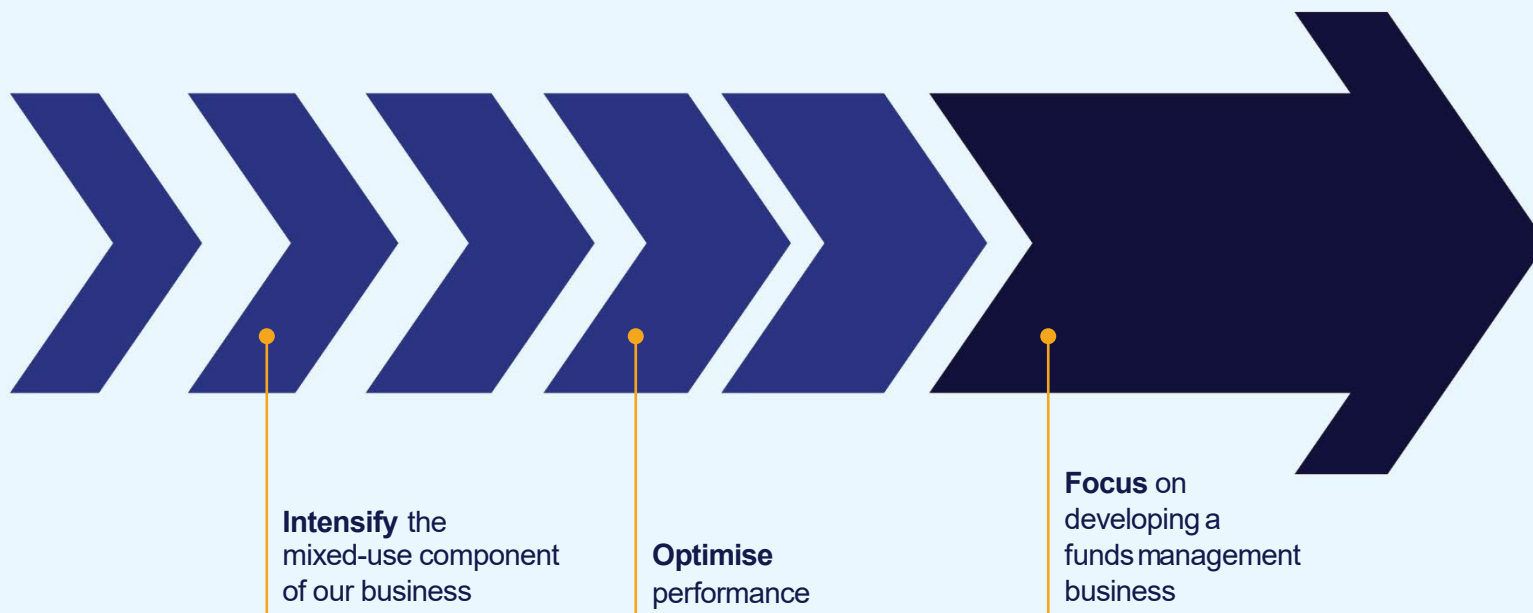 Intensify the
mixed-use component
of our business
Optimise
performance
Focus on
developing a
funds management
business